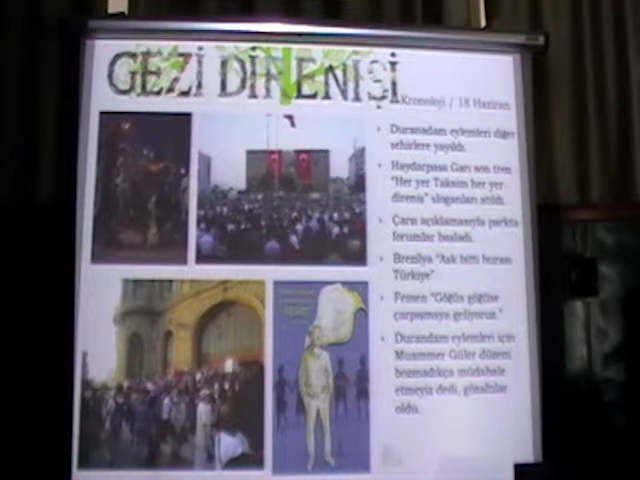 GEZİ DİRENİŞİ
Kronoloji / 18 Haziran
Duranadam eylemleri diğer
şehirlere yayıldı.
Haydarpaşa Garı son tren
"Her yer Taksim her yer
direniş" sloganları atıldı.
Çarşı açıklamasıyla parkta
forumlar başladı.
Brezilya "Aşk bitti burası
Türkiye"
Femen "Göğüs göğüse
çarpışmaya geliyoruz."
Durandam eylemleri için
Muammer Güler düzeni
bozmadıkça müdahale
etmeyiz dedi, gözaltılar
oldu.